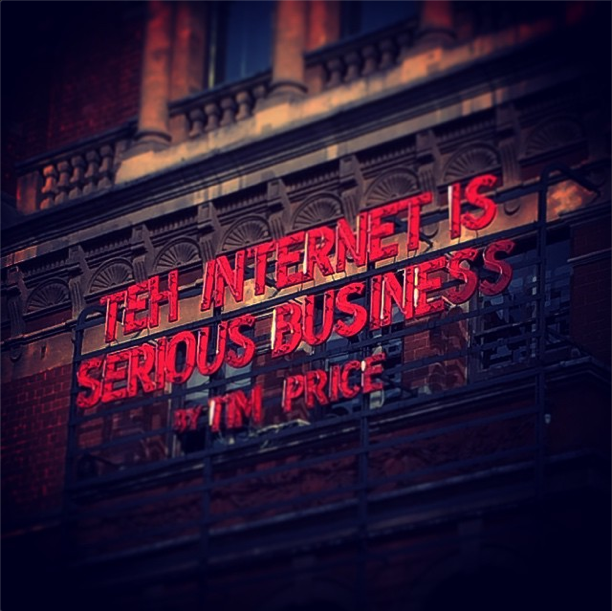 TEH INTERNET IS
SERIOUS BUSINESS
BY TIM PRICE